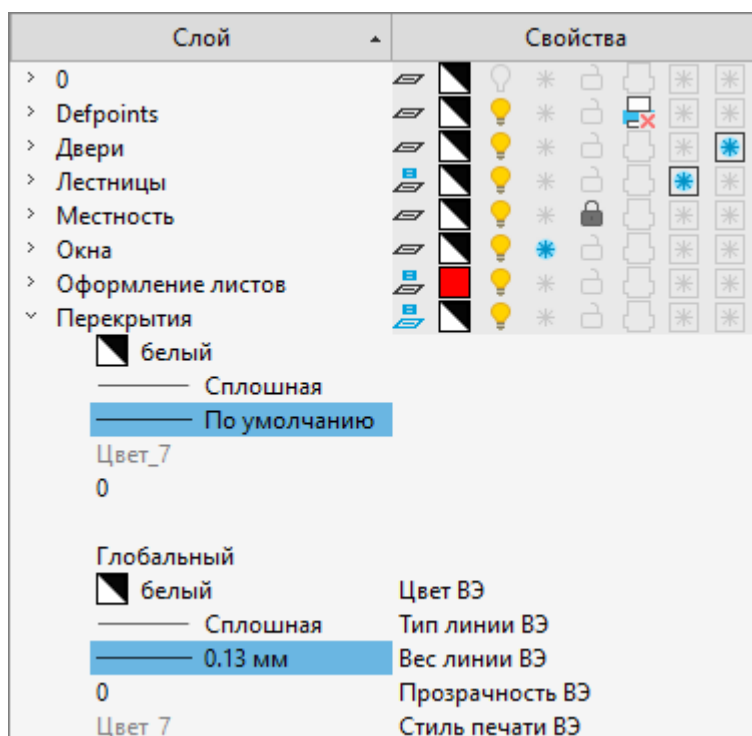 Слой Свойства
0
Defpoints
Двери
Лестницы
Местность
Окна
Оформление листов
Перекрытия
белый
Сплошная
По умолчанию
Цвет_7
0
Глобальный
белый Цвет ВЭ
Сплошная Тип линии ВЭ
0.13 мм Вес линии ВЭ
0 Прозрачность ВЭ
Цвет_7 Стиль печати ВЭ